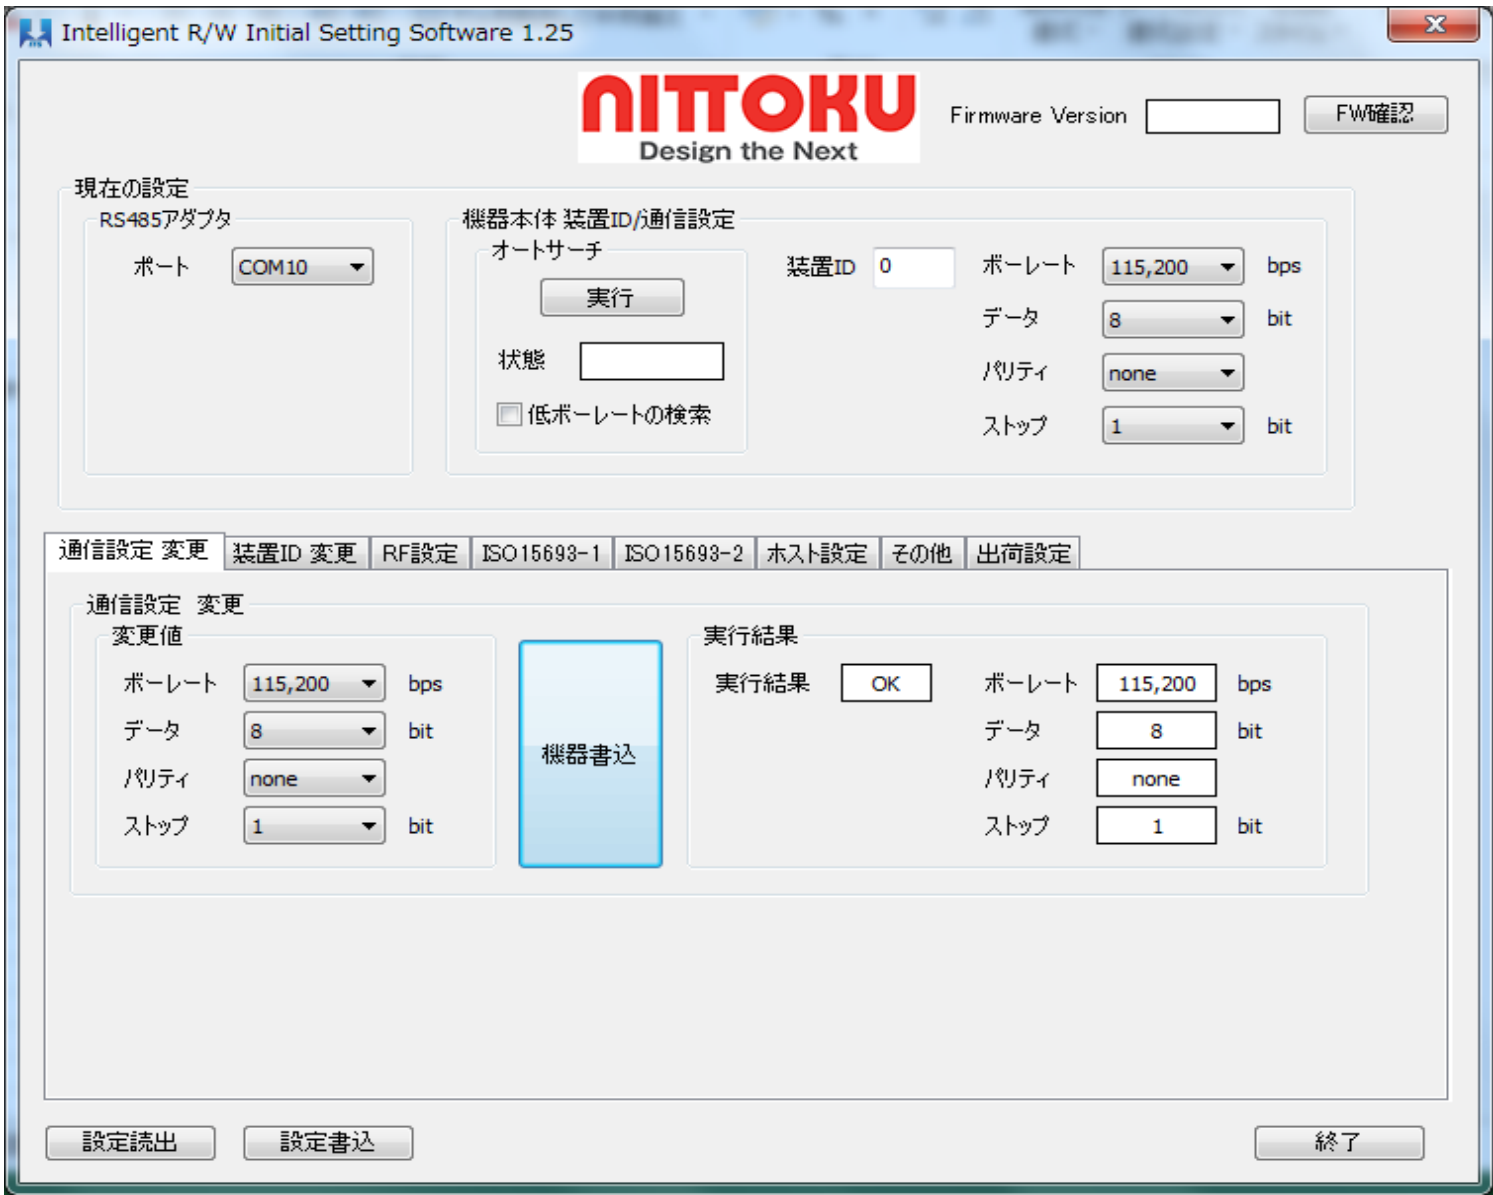 Intelligent R/W Initial Setting Software 1.25
NITTOKU
Design the Next
Firmware Version
FW確認
現在の設定
RS485アダプタ
ポート COM10
機器本体 装置ID/通信設定
オートサーチ
実行
状態
低ボーレートの検索
装置ID 0
ボーレート 115,200 bps
データ 8 bit
パリティ none
ストップ 1 bit
通信設定 変更 装置ID 変更 RF設定 ISO15693-1 ISO15693-2 ホスト設定 その他 出荷設定
通信設定 変更
変更値
ボーレート 115,200 bps
データ 8 bit
パリティ none
ストップ 1 bit
機器書込
実行結果
実行結果 OK
ボーレート 115,200 bps
データ 8 bit
パリティ none
ストップ 1 bit
設定読出 設定書込 終了